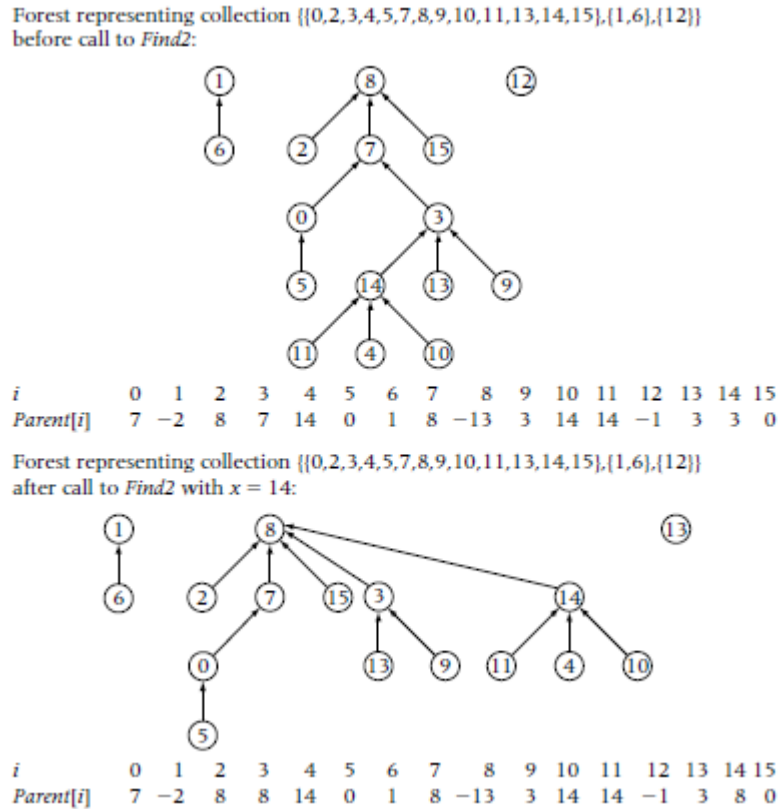 Forest representing collection {{0,2,3,4,5,7,8,9,10,11,13,14,15},{1,6},{12}}
before call to Find2:
1 8 12
6 2 7 15
0 3
5 14 13 9
11 4 10
i 0 1 2 3 4 5 6 7 8 9 10 11 12 13 14 15
Parent[i] 7 −2 8 7 14 0 1 8 −13 3 14 14 −1 3 3 0
Forest representing collection {{0,2,3,4,5,7,8,9,10,11,13,14,15},{1,6},{12}}
after call to Find2 with x = 14:
1 8 13
6 2 7 15 3 14
0 13 9 11 4 10
5
i 0 1 2 3 4 5 6 7 8 9 10 11 12 13 14 15
Parent[i] 7 −2 8 8 14 0 1 8 −13 3 14 14 −1 3 8 0